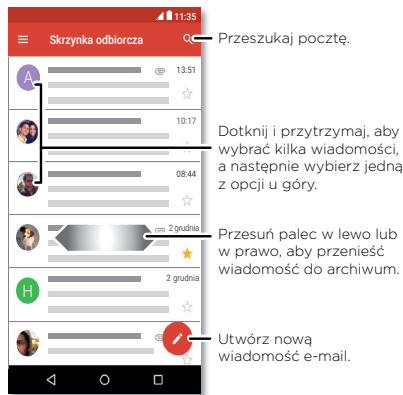 11:35
Skrzynka odbiorcza
Przeszukaj pocztę.
A
13:51
10:17
Dotknij i przytrzymaj, aby
wybrać kilka wiadomości,
a następnie wybierz jedną
z opcji u góry.
08:44
2 grudnia
Przesuń palec w lewo lub
w prawo, aby przenieść
wiadomość do archiwum.
H
2 grudnia
Utwórz nową
wiadomość e-mail.